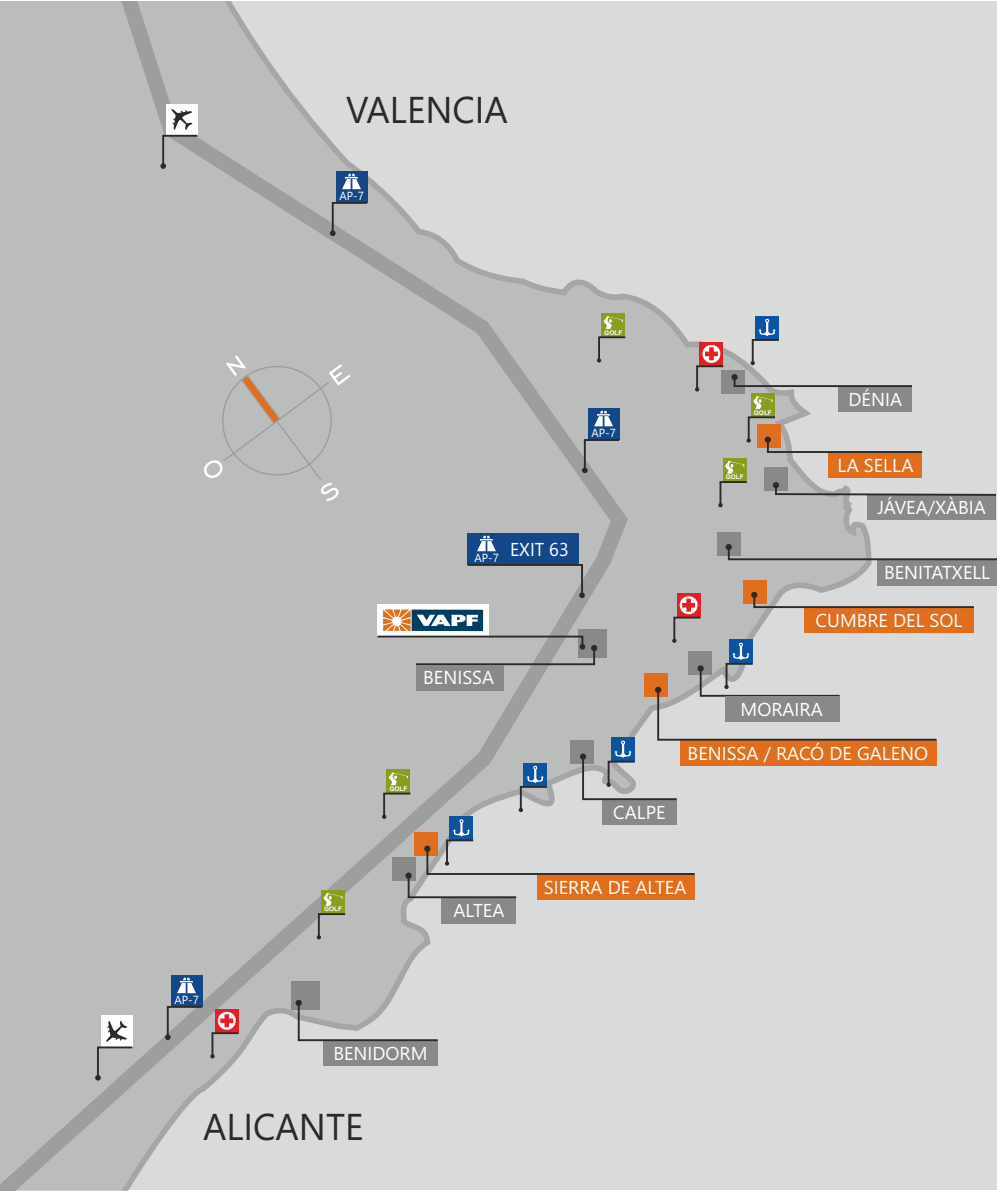 VALENCIA
AP-7
GOLF
DÉNIA
N
E
GOLF
AP-7
LA SELLA
O
GOLF
S
JÁVEA/XÀBIA
AP-7 EXIT 63
BENITATXELL
VAPF
CUMBRE DEL SOL
BENISSA
MORAIRA
BENISSA / RACÓ DE GALENO
GOLF
CALPE
SIERRA DE ALTEA
GOLF
ALTEA
AP-7
BENIDORM
ALICANTE